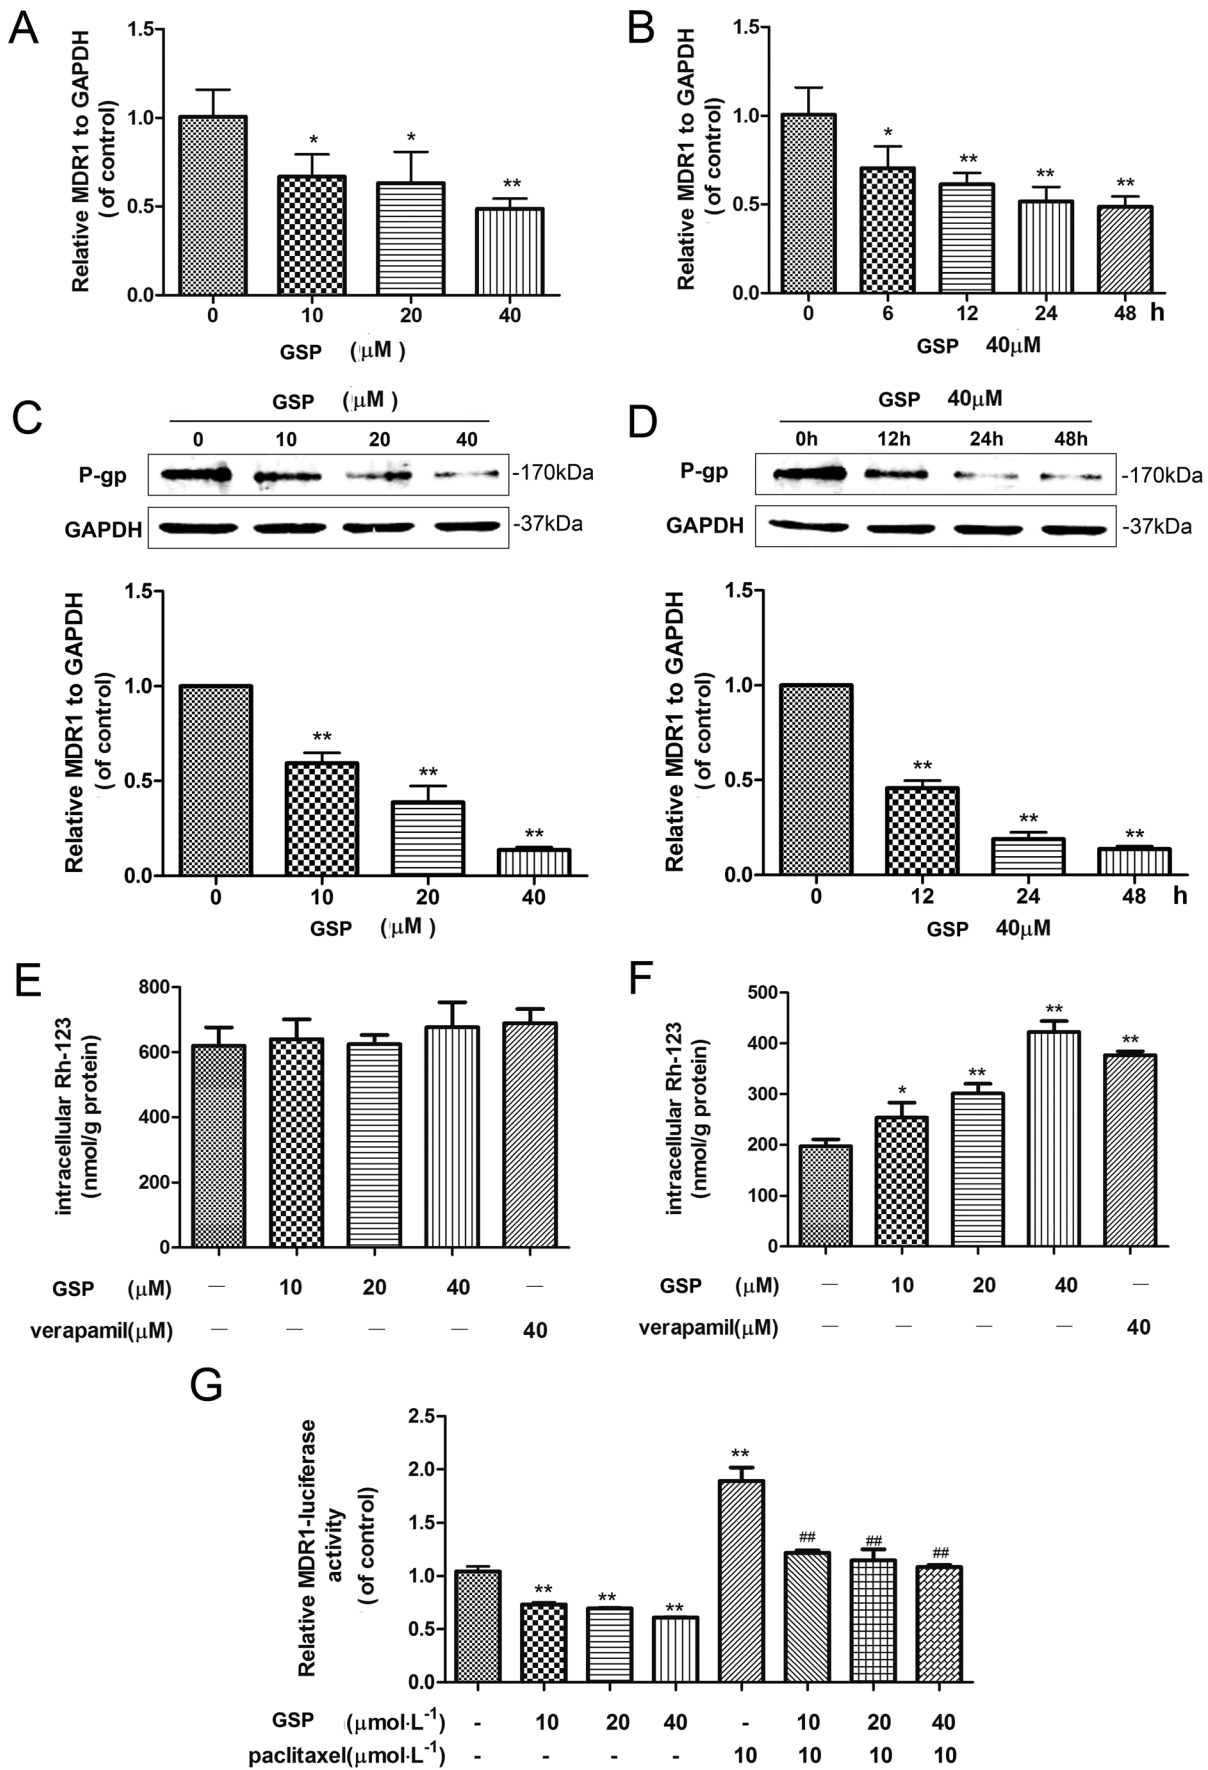 A
Relative MDR1 to GAPDH
(of control)
1.5
1.0
0.5
0.0
*
*
**
0 10 20 40
GSP (μM )
B
Relative MDR1 to GAPDH
(of control)
1.5
1.0
0.5
0.0
*
**
**
**
0 6 12 24 48 h
GSP 40μM
C
GSP (μM )
0 10 20 40
P-gp -170kDa
GAPDH -37kDa
Relative MDR1 to GAPDH
(of control)
1.5
1.0
0.5
0.0
**
**
**
0 10 20 40
GSP (μM )
D
GSP 40μM
0h 12h 24h 48h
P-gp -170kDa
GAPDH -37kDa
Relative MDR1 to GAPDH
(of control)
1.5
1.0
0.5
0.0
**
**
**
0 12 24 48 h
GSP 40μM
E
intracellular Rh-123
(nmol/g protein)
800
600
400
200
0
GSP (μM) — 10 20 40 —
verapamil(μM) — — — — 40
F
intracellular Rh-123
(nmol/g protein)
500
400
300
200
100
0
*
**
**
**
GSP (μM) — 10 20 40 —
verapamil(μM) — — — — 40
G
Relative MDR1-luciferase
activity
(of control)
2.5
2.0
1.5
1.0
0.5
0.0
**
**
**
**
##
##
##
GSP (μmol·L⁻¹) - 10 20 40 - 10 20 40
paclitaxel(μmol·L⁻¹) - - - - 10 10 10 10